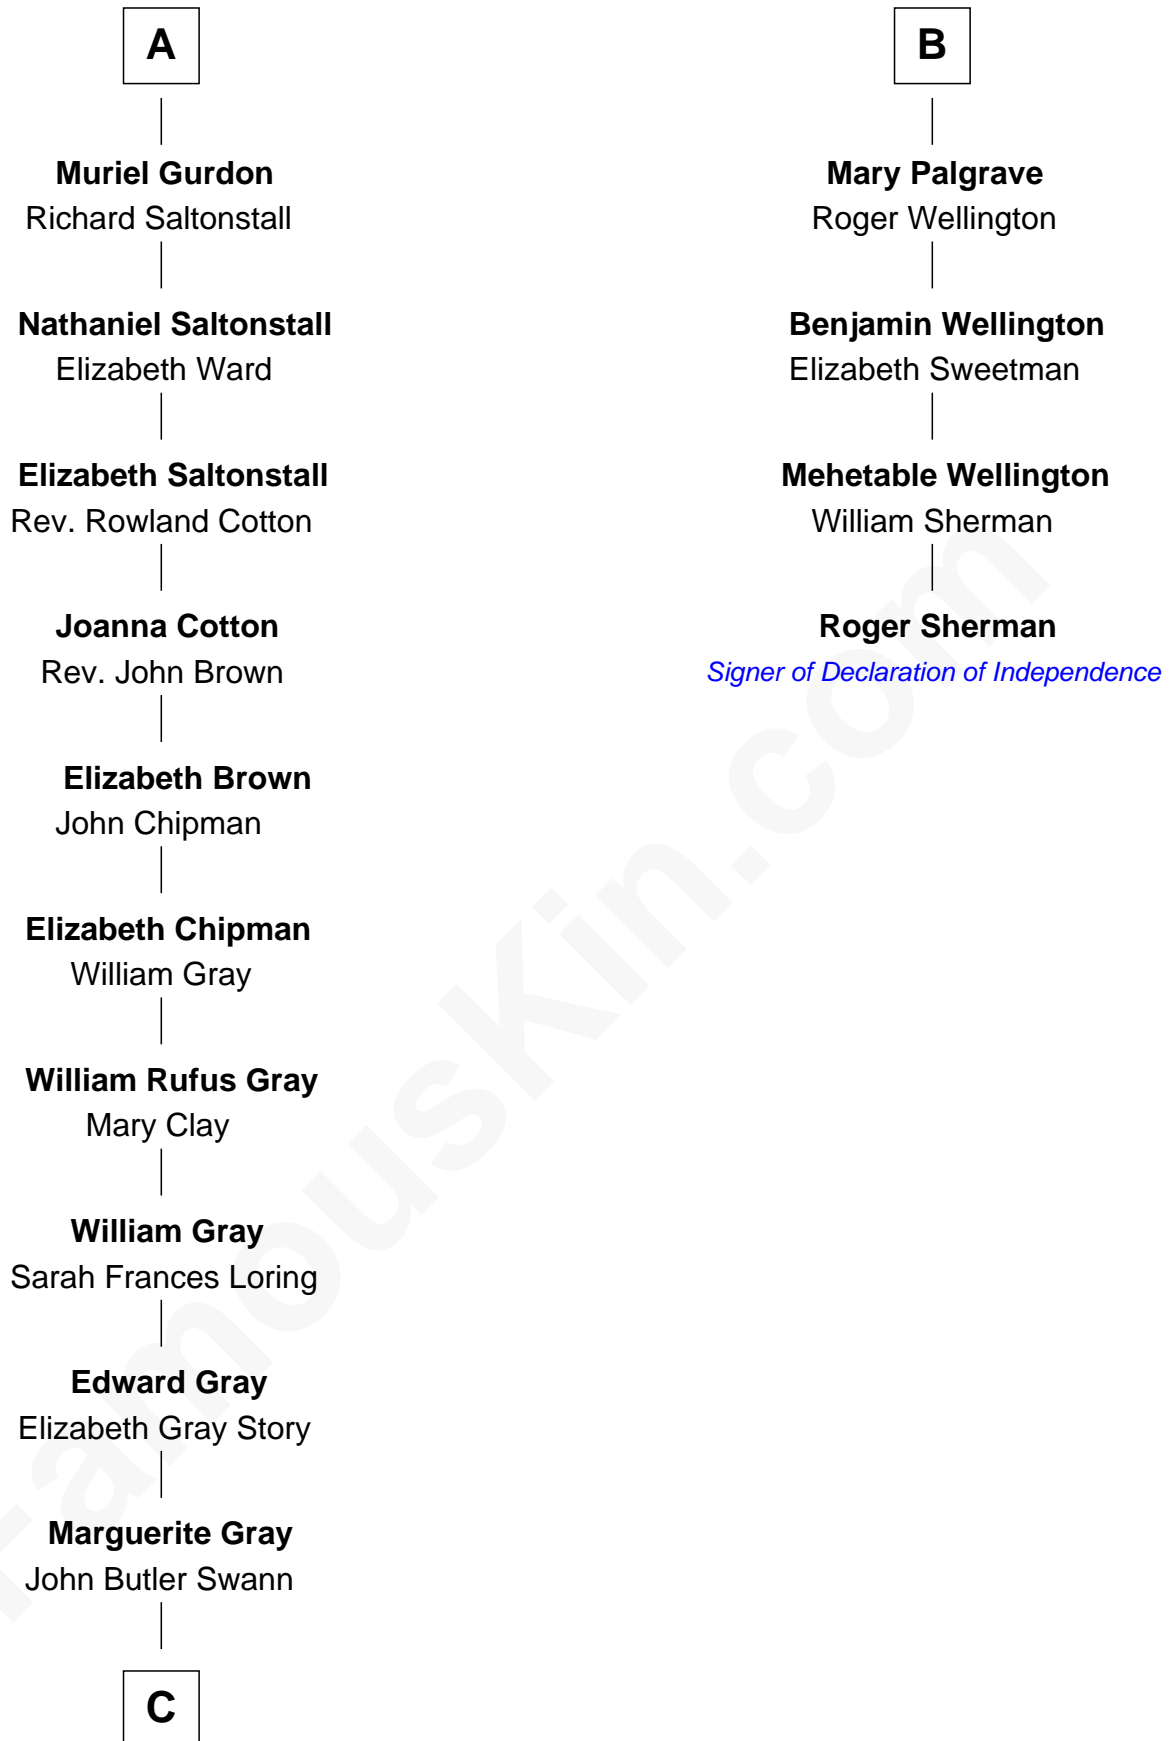 A
Muriel Gurdon
Richard Saltonstall
Nathaniel Saltonstall
Elizabeth Ward
Elizabeth Saltonstall
Rev. Rowland Cotton
Joanna Cotton
Rev. John Brown
Elizabeth Brown
John Chipman
Elizabeth Chipman
William Gray
William Rufus Gray
Mary Clay
William Gray
Sarah Frances Loring
Edward Gray
Elizabeth Gray Story
Marguerite Gray
John Butler Swann
C
B
Mary Palgrave
Roger Wellington
Benjamin Wellington
Elizabeth Sweetman
Mehetable Wellington
William Sherman
Roger Sherman
Signer of Declaration of Independence
FamousKin.com